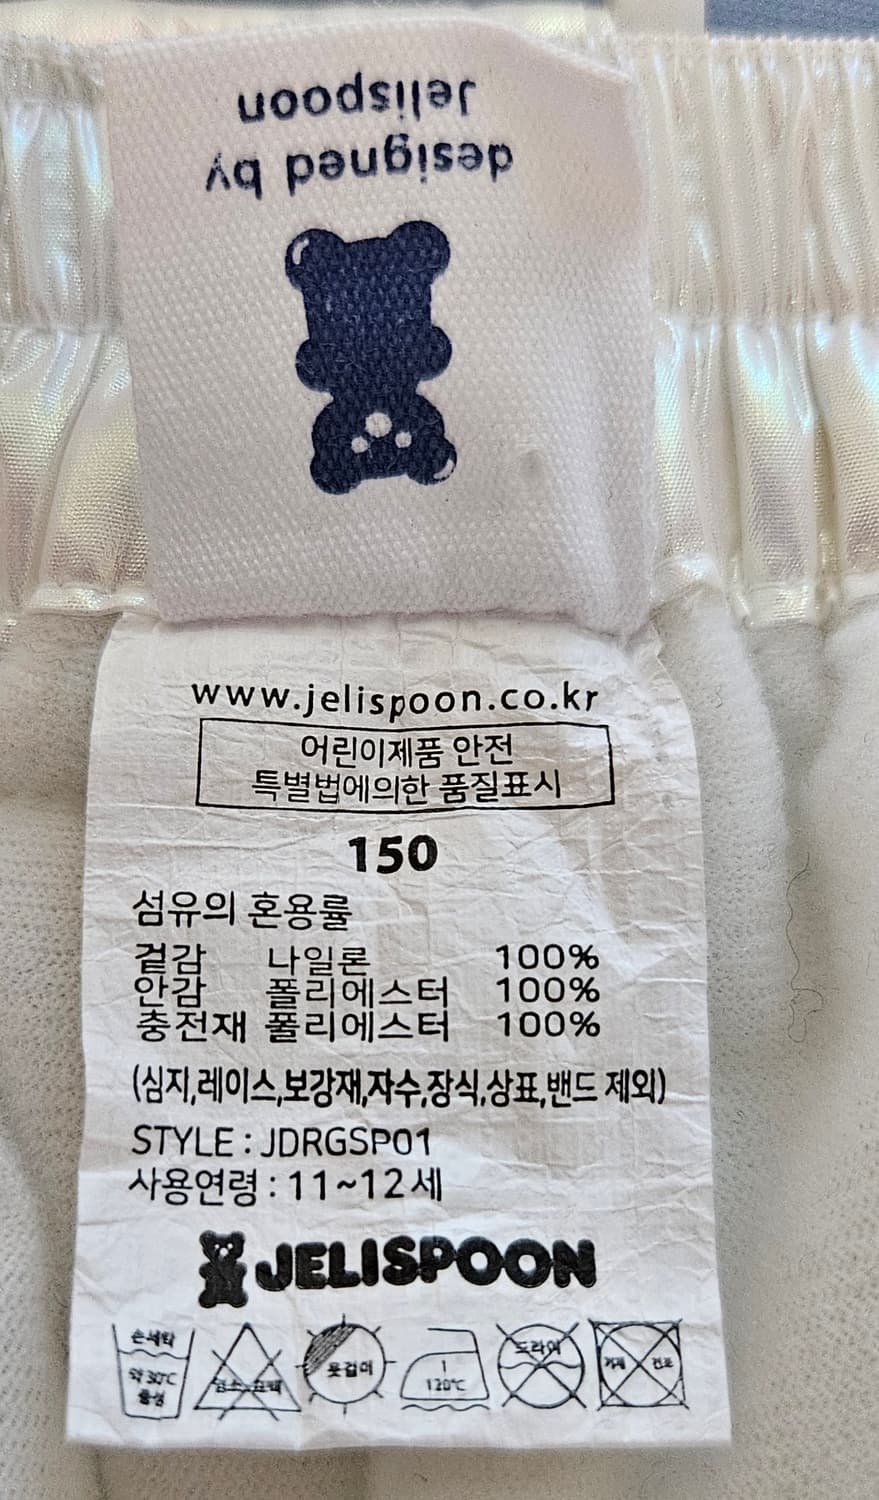 designed by
Jelispoon
www.jelispoon.co.kr
어린이제품 안전
특별법에의한 품질표시
150
섬유의 혼용률
겉감 나일론 100%
안감 폴리에스터 100%
충전재 폴리에스터 100%
(심지,레이스,보강재,자수,장식,상표,밴드 제외)
STYLE : JDRGSP01
사용연령 : 11~12세
JELISPOON
손세탁
약 30℃
중성
염소 표백
옷걸이
1
120℃
드라이
기계 건조